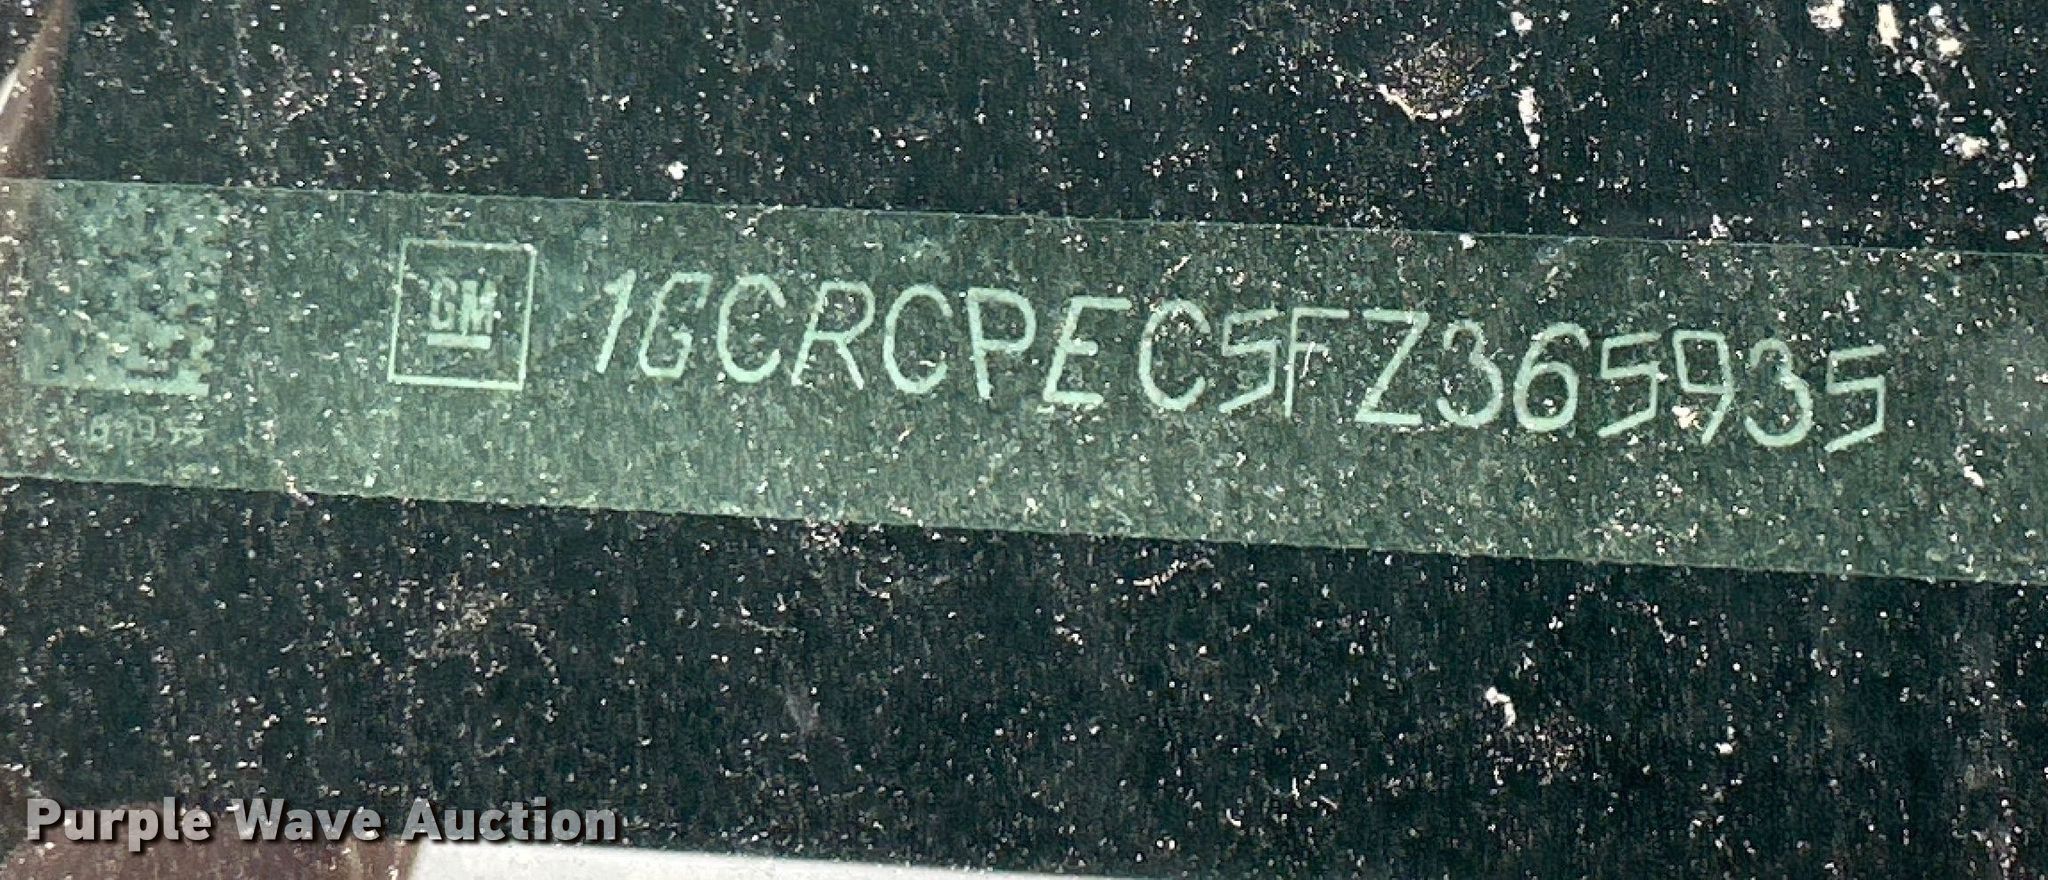 GM 1GCRCPEC5FZ365935
Purple Wave Auction